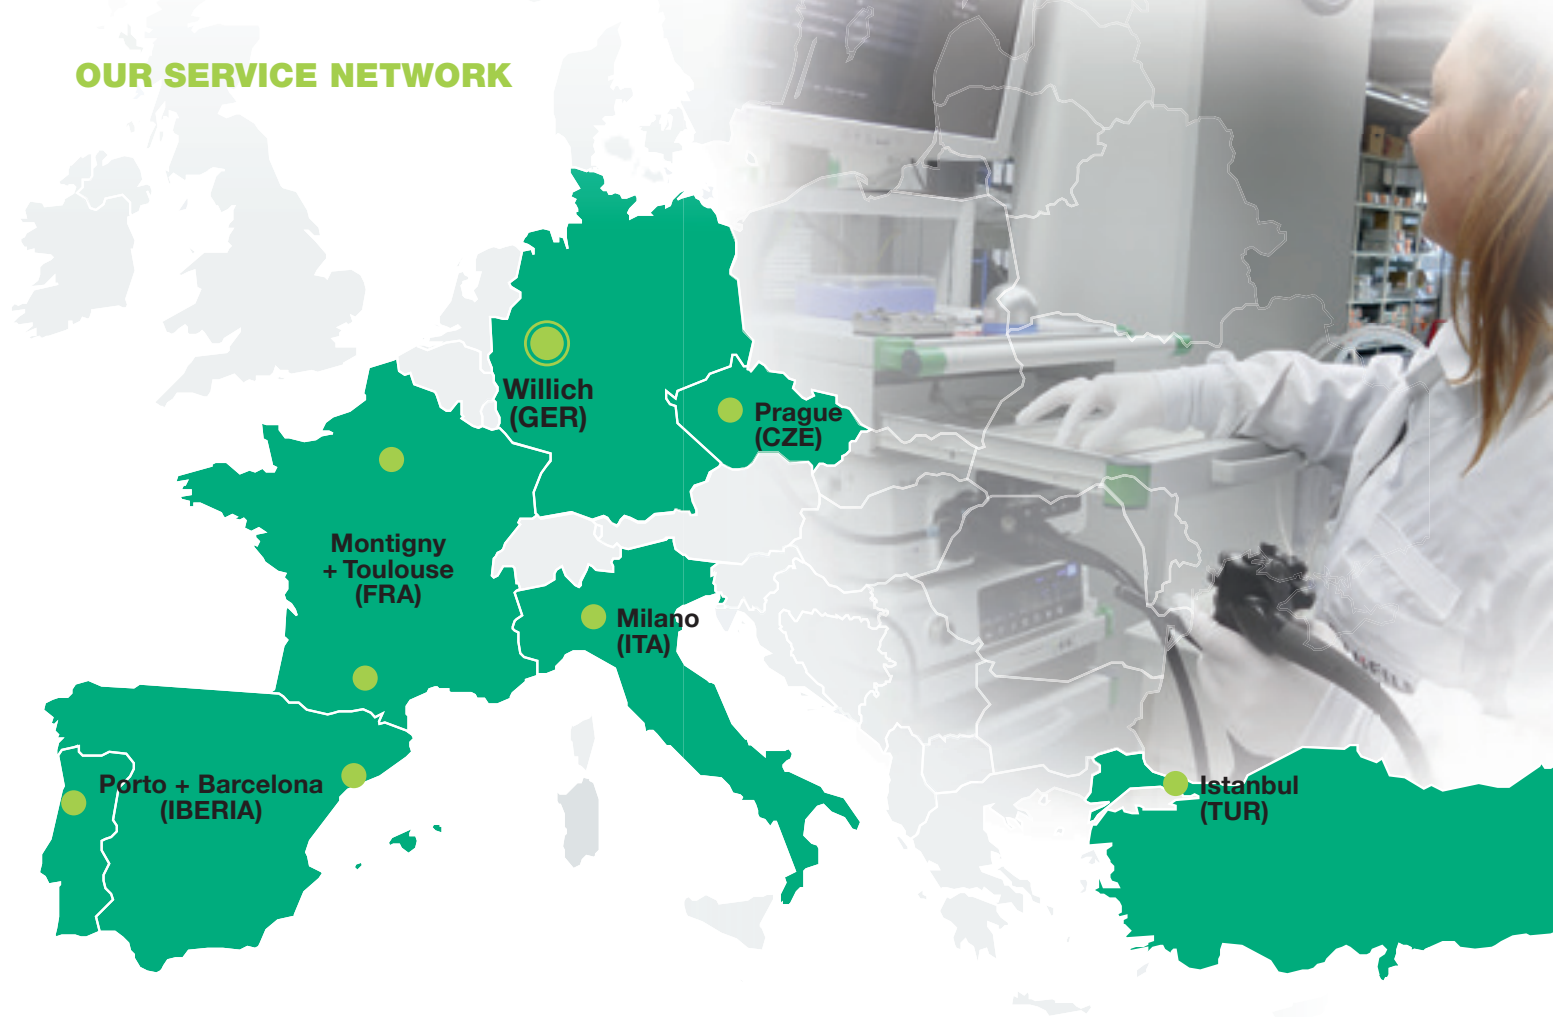 OUR SERVICE NETWORK
Willich
(GER)
Prague
(CZE)
Montigny
+ Toulouse
(FRA)
Milano
(ITA)
Porto + Barcelona
(IBERIA)
Istanbul
(TUR)